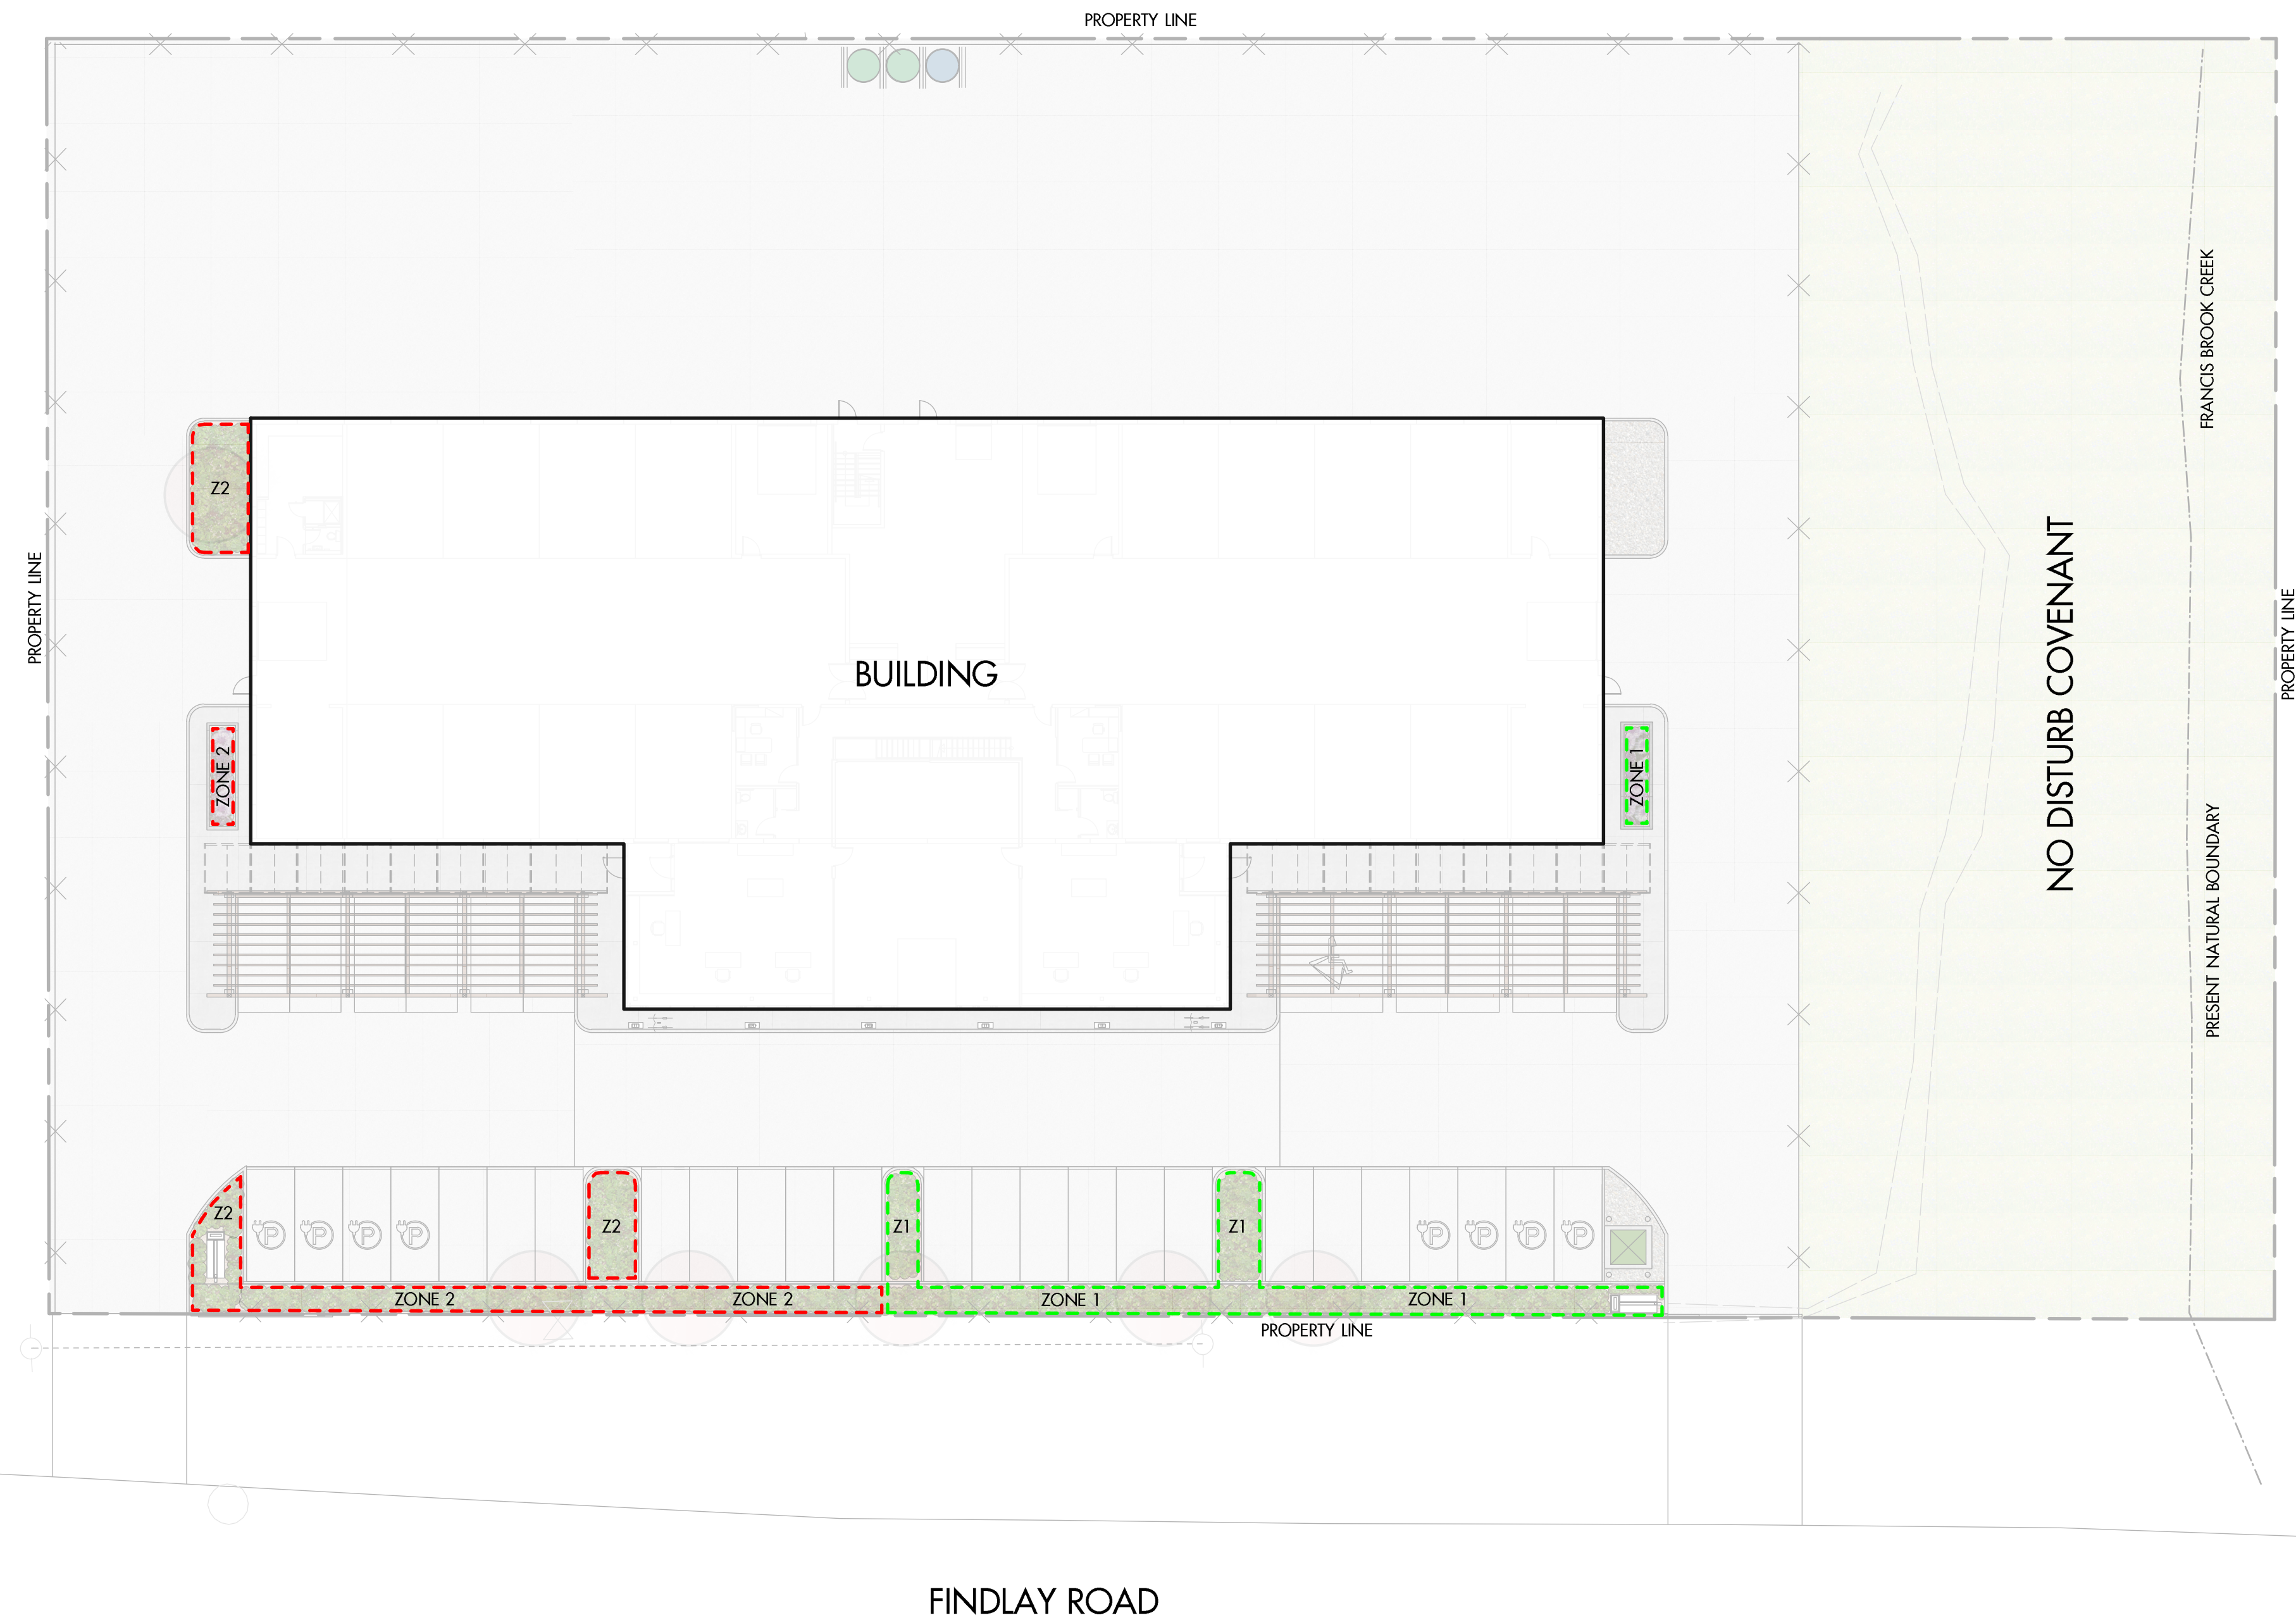 PROPERTY LINE
FRANCIS BROOK CREEK
Z2
PROPERTY LINE
NO DISTURB COVENANT
PROPERTY LINE
BUILDING
ZONE 2
ZONE 1
PRESENT NATURAL BOUNDARY
Z2
Z2
Z1
Z1
P
P
P
P
P
P
P
P
ZONE 2
ZONE 2
ZONE 1
ZONE 1
PROPERTY LINE
FINDLAY ROAD